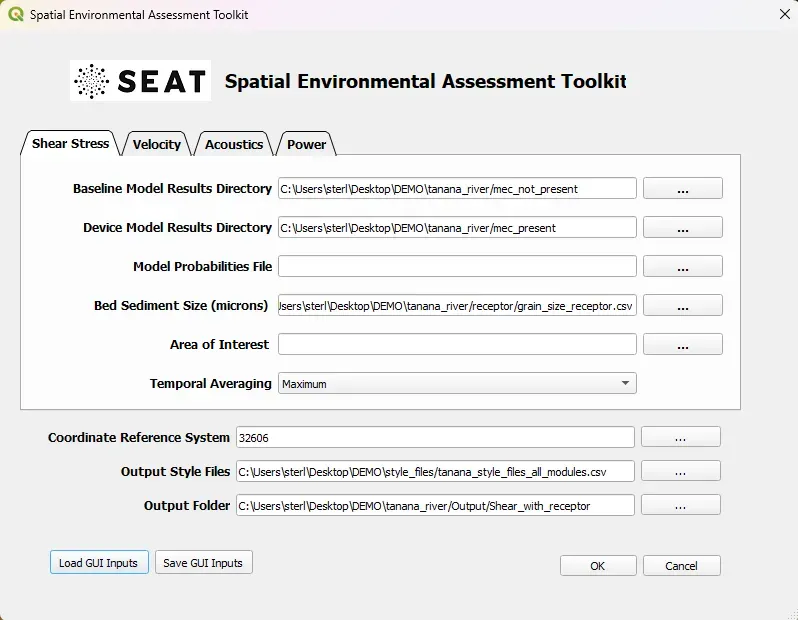 Spatial Environmental Assessment Toolkit
SEAT Spatial Environmental Assessment Toolkit
Shear Stress Velocity Acoustics Power
Baseline Model Results Directory C:\Users\sterl\Desktop\DEMO\tanana_river/mec_not_present ...
Device Model Results Directory C:\Users\sterl\Desktop\DEMO\tanana_river/mec_present ...
Model Probabilities File ...
Bed Sediment Size (microns) Jsers\sterl\Desktop\DEMO\tanana_river/receptor/grain_size_receptor.csv ...
Area of Interest ...
Temporal Averaging Maximum
Coordinate Reference System 32606 ...
Output Style Files C:\Users\sterl\Desktop\DEMO\style_files/tanana_style_files_all_modules.csv ...
Output Folder C:\Users\sterl\Desktop\DEMO\tanana_river/Output/Shear_with_receptor ...
Load GUI Inputs Save GUI Inputs OK Cancel